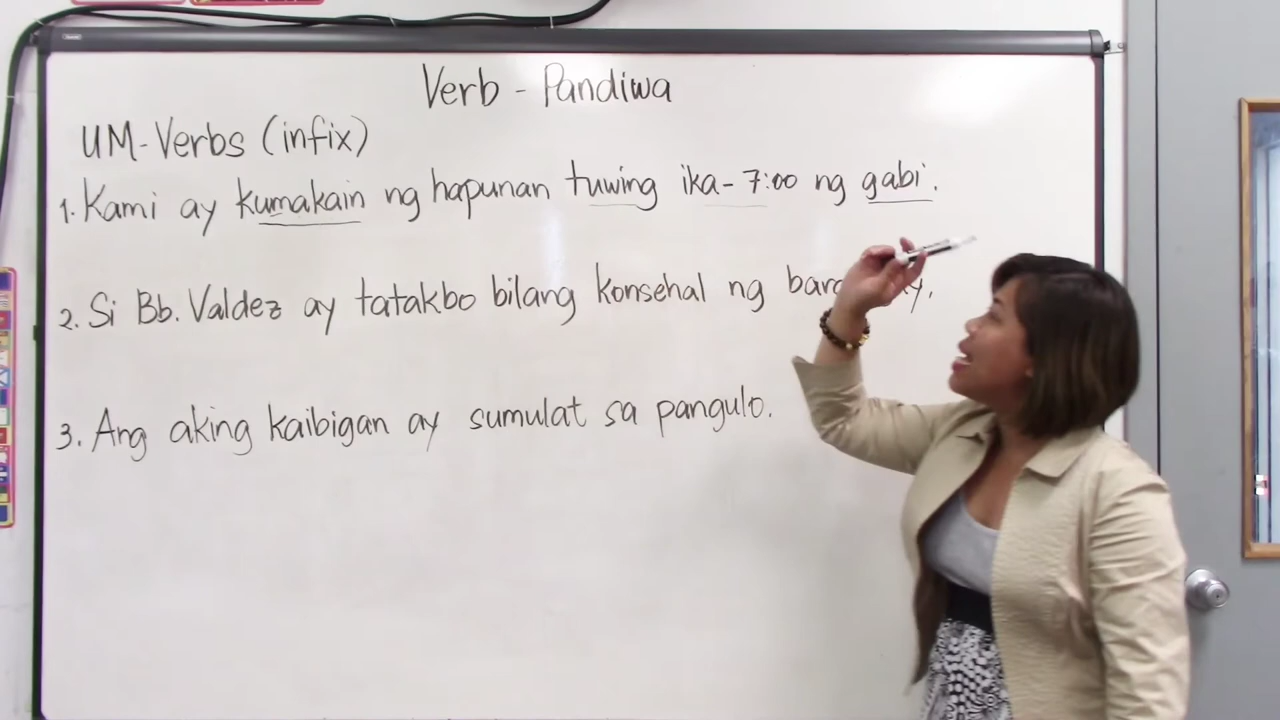 Verb - Pandiwa
UM-Verbs (infix)
1. Kami ay kumakain ng hapunan tuwing ika-7:00 ng gabi.
2. Si Bb. Valdez ay tatakbo bilang konsehal ng
3. Ang aking kaibigan ay sumulat sa pangulo.